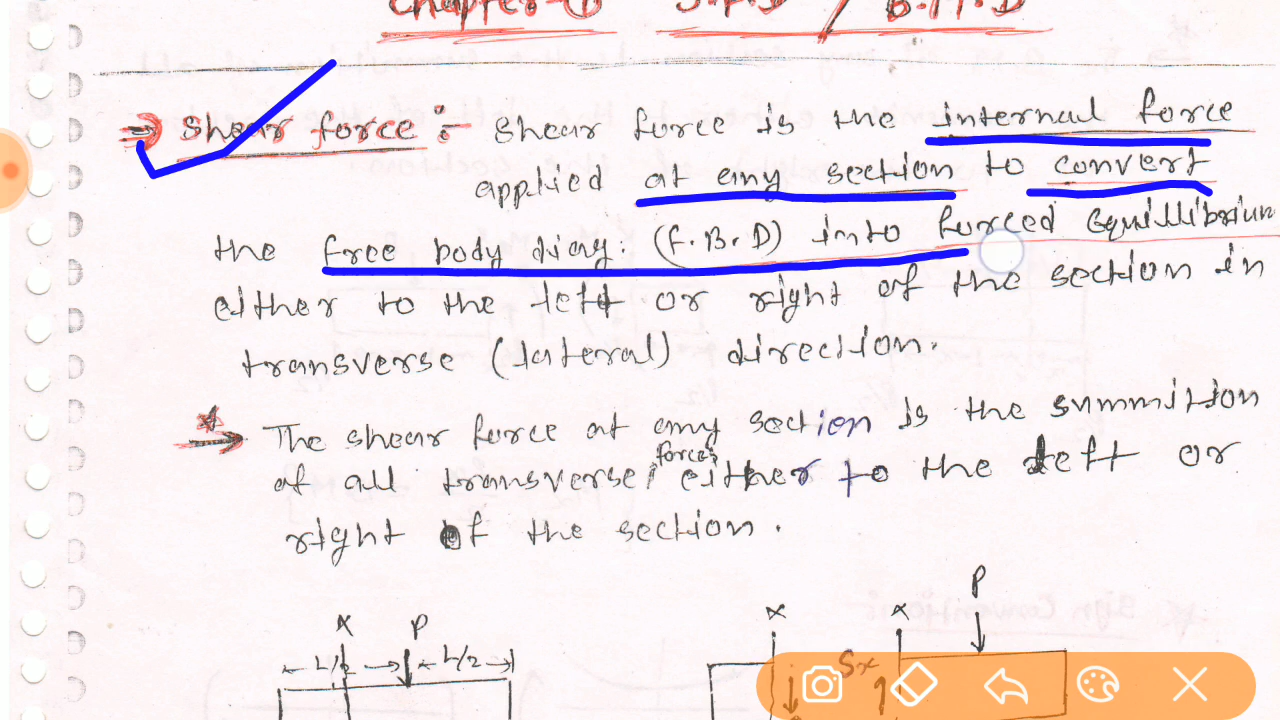 Chapter-① S.F.D / B.M.D
⇒ Shear force :- Shear force is the internal force
applied at any section to convert
the free body diag. (F.B.D) into forced Equillibrium
either to the left or right of the section in
transverse (lateral) direction.
The shear force at any section is the summition
of all transverse forces either to the left or
right of the section.
x P x x P
L/2 L/2 Sx